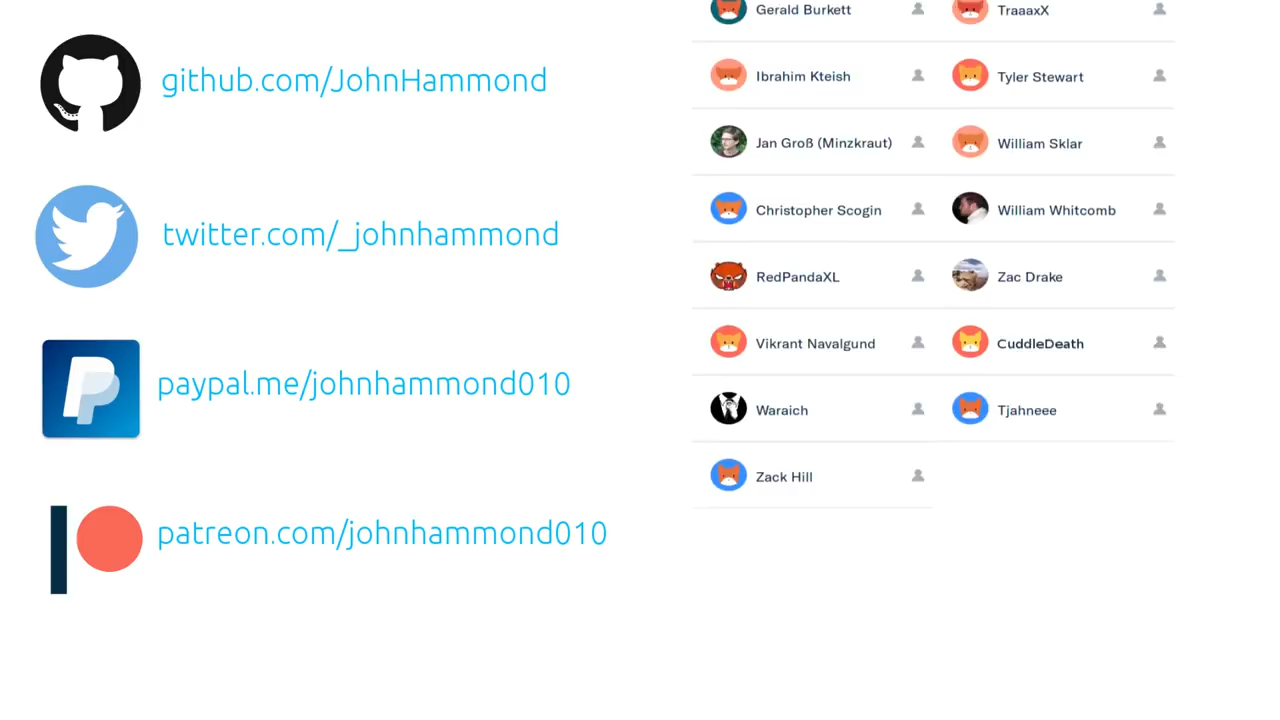 github.com/JohnHammond
twitter.com/_johnhammond
paypal.me/johnhammond010
patreon.com/johnhammond010
Gerald Burkett
Ibrahim Kteish
Jan Groß (Minzkraut)
Christopher Scogin
RedPandaXL
Vikrant Navalgund
Waraich
Zack Hill
TraaaxX
Tyler Stewart
William Sklar
William Whitcomb
Zac Drake
CuddleDeath
Tjahneee